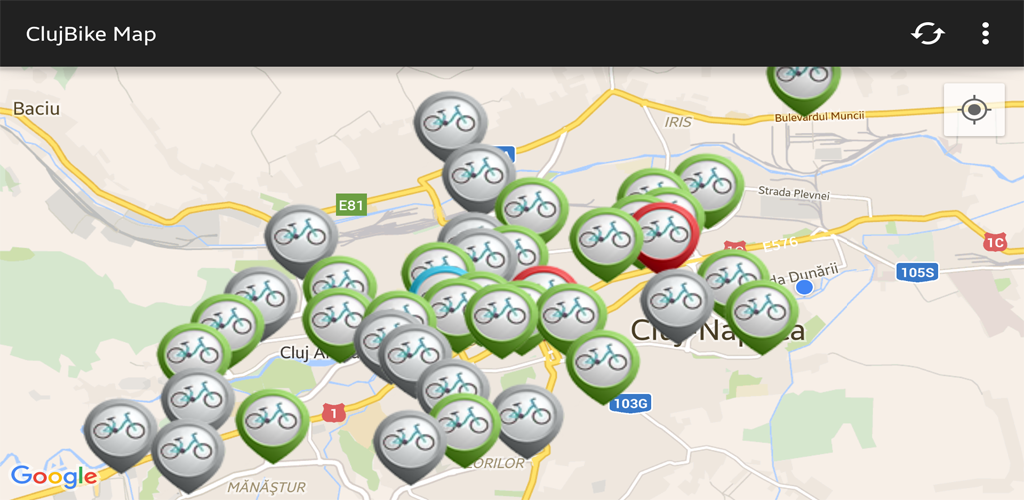 ClujBike Map
Baciu
IRIS
Bulevardul Muncii
A
Strada Plevnei
E81
1C
E576
1C
105S
da Dunării
Cluj-Napoca
Cluj A
103G
1
ZORILOR
MĂNĂȘTUR
Google